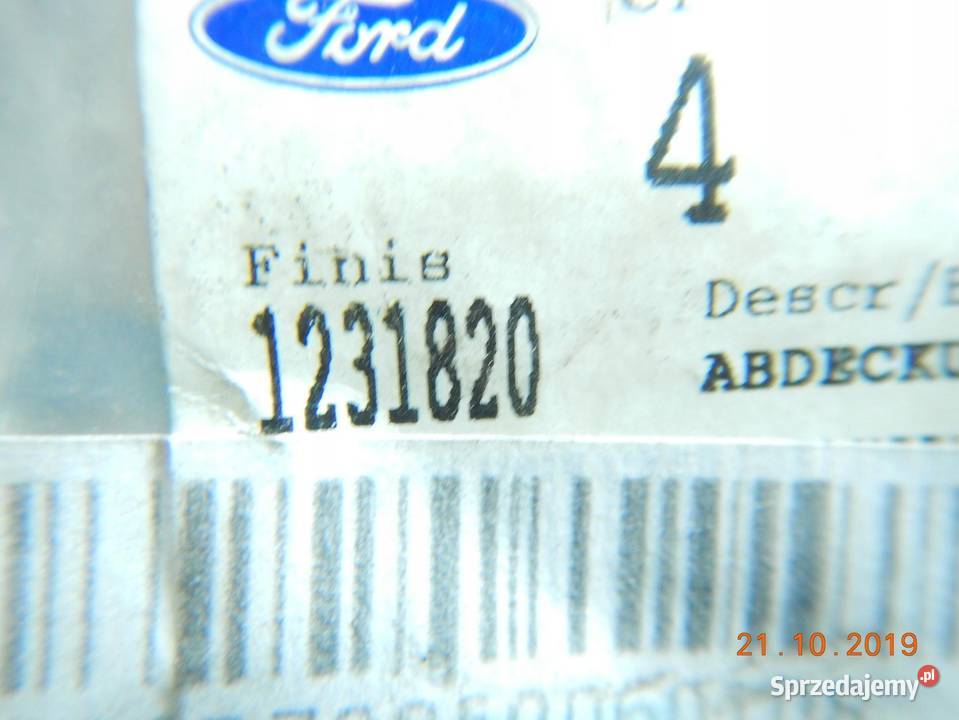 Ford
4
Finis
1231820
Descr/
ABDECKU
21.10.2019
Sprzedajemy.pl